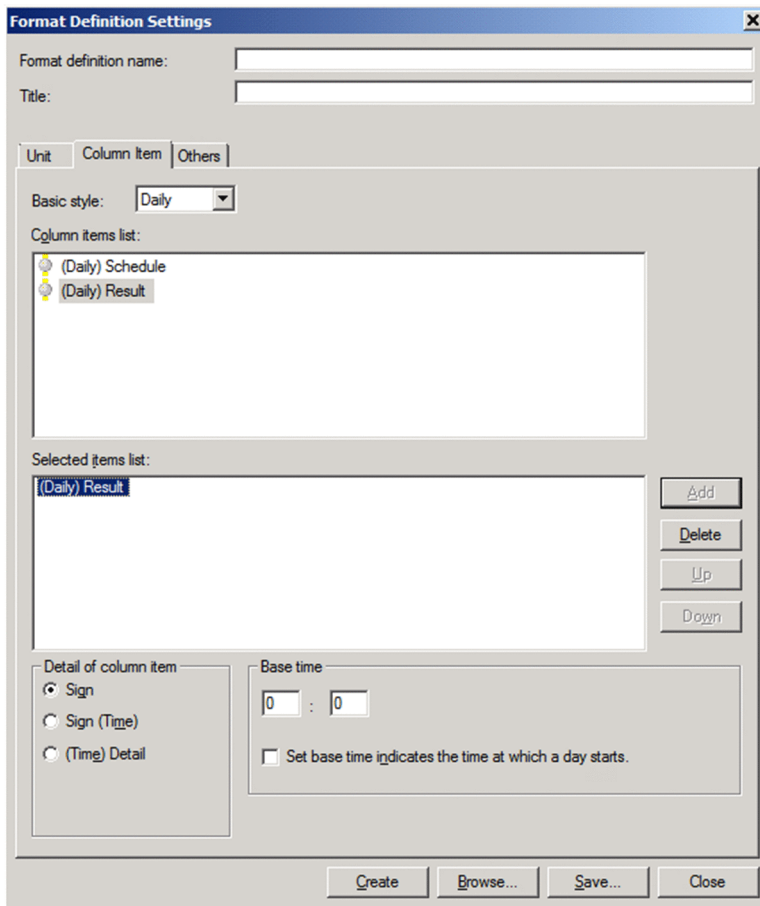 Format Definition Settings
Format definition name:
Title:
Unit Column Item Others
Basic style: Daily
Column items list:
(Daily) Schedule
(Daily) Result
Selected items list:
(Daily) Result
Add
Delete
Up
Down
Detail of column item
Sign
Sign (Time)
(Time) Detail
Base time
0 : 0
Set base time indicates the time at which a day starts.
Create Browse... Save... Close